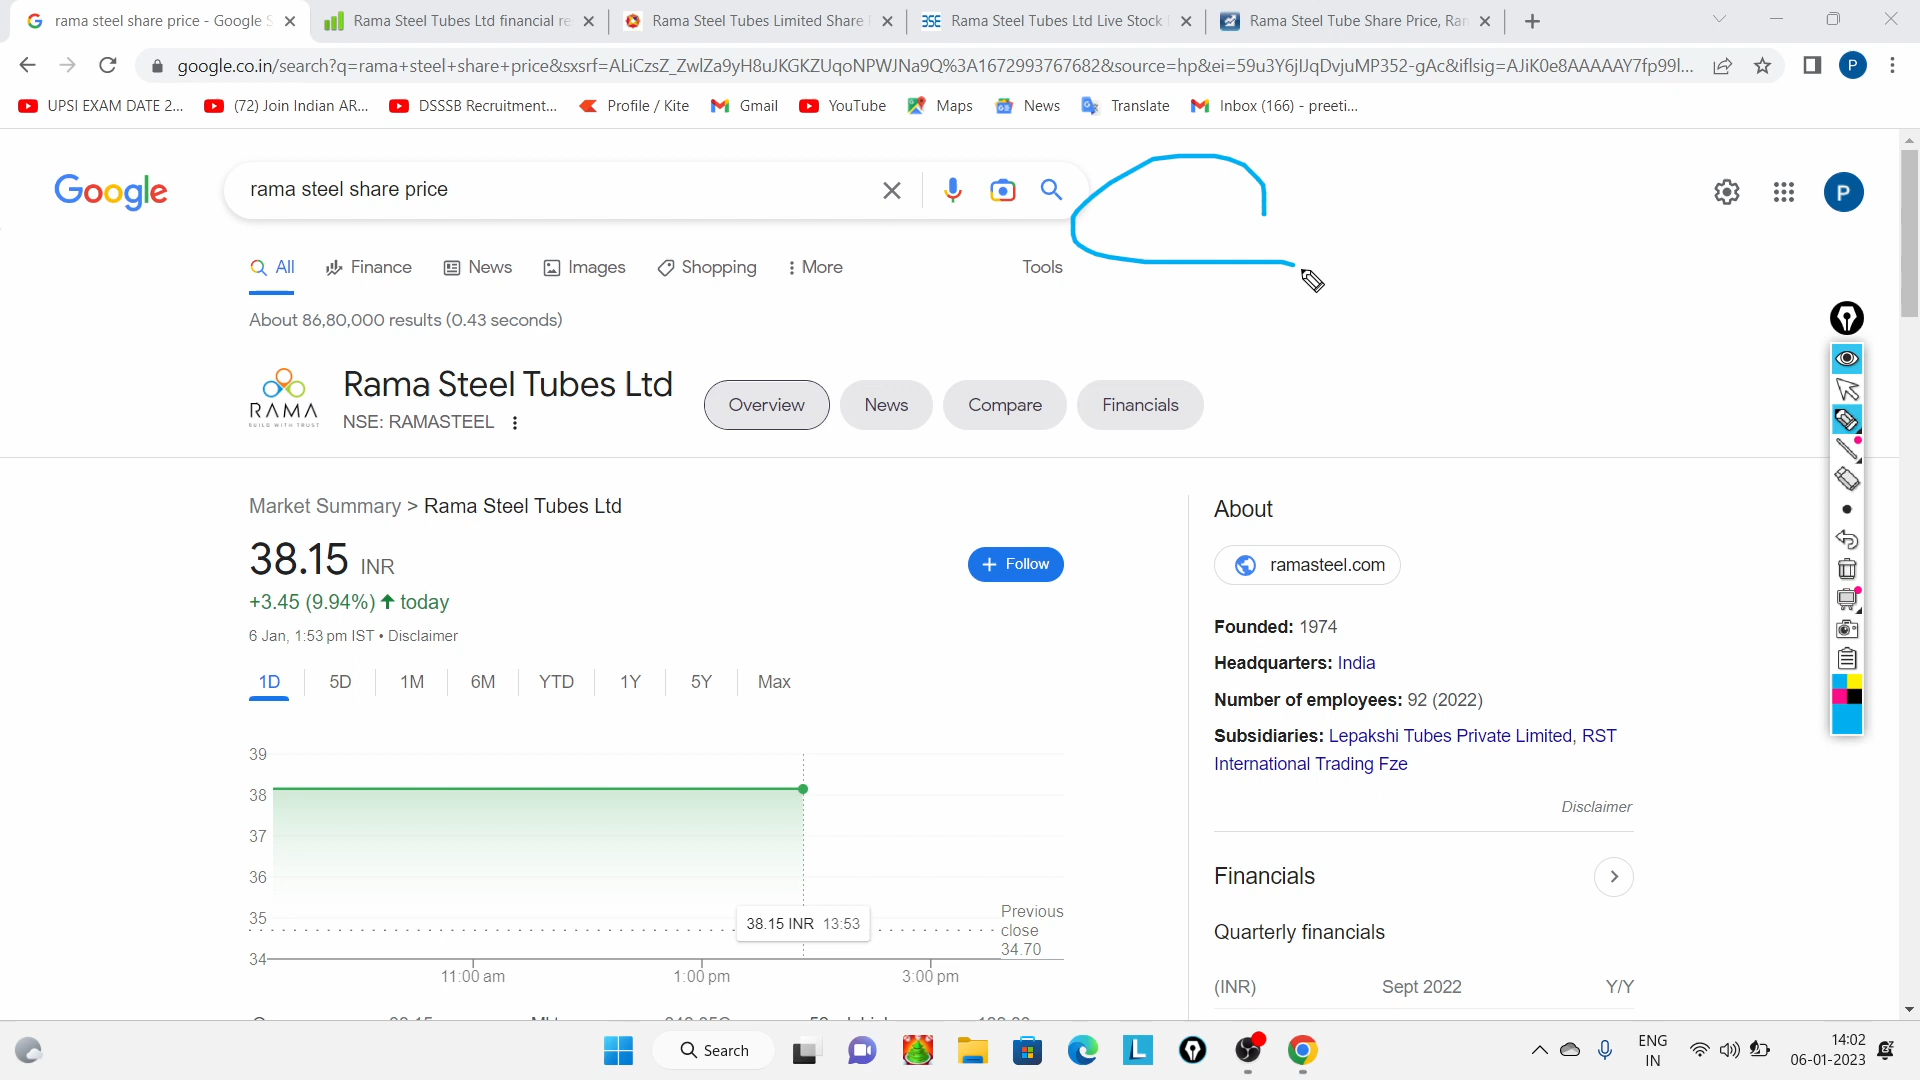 rama steel share price - Google S
Rama Steel Tubes Ltd financial re
Rama Steel Tubes Limited Share
BSE Rama Steel Tubes Ltd Live Stock
Rama Steel Tube Share Price, Ran
google.co.in/search?q=rama+steel+share+price&sxsrf=ALiCzsZ_ZwlZa9yH8uJKGKZUqoNPWJNa9Q%3A1672993767682&source=hp&ei=59u3Y6jlJqDvjuMP352-gAc&iflsig=AJiK0e8AAAAAY7fp99l...
P
UPSI EXAM DATE 2...
(72) Join Indian AR...
DSSSB Recruitment...
Profile / Kite
Gmail
YouTube
Maps
News
Translate
Inbox (166) - preeti...
Google
rama steel share price
P
All
Finance
News
Images
Shopping
More
Tools
About 86,80,000 results (0.43 seconds)
RAMA
BUILD WITH TRUST
Rama Steel Tubes Ltd
NSE: RAMASTEEL
Overview
News
Compare
Financials
Market Summary > Rama Steel Tubes Ltd
38.15 INR
+ Follow
+3.45 (9.94%) today
6 Jan, 1:53 pm IST • Disclaimer
1D
5D
1M
6M
YTD
1Y
5Y
Max
39
38
37
36
35
34
38.15 INR 13:53
Previous
close
34.70
11:00 am
1:00 pm
3:00 pm
About
ramasteel.com
Founded: 1974
Headquarters: India
Number of employees: 92 (2022)
Subsidiaries: Lepakshi Tubes Private Limited, RST
International Trading Fze
Disclaimer
Financials
Quarterly financials
(INR)
Sept 2022
Y/Y
Search
L
ENG
IN
14:02
06-01-2023